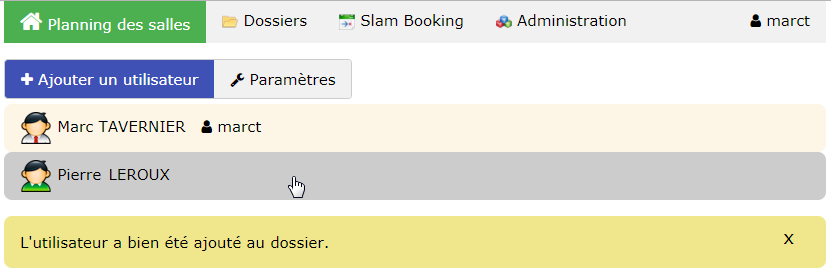 Planning des salles Dossiers Slam Booking Administration marct
Ajouter un utilisateur Paramètres
Marc TAVERNIER marct
Pierre LEROUX
L'utilisateur a bien été ajouté au dossier. X